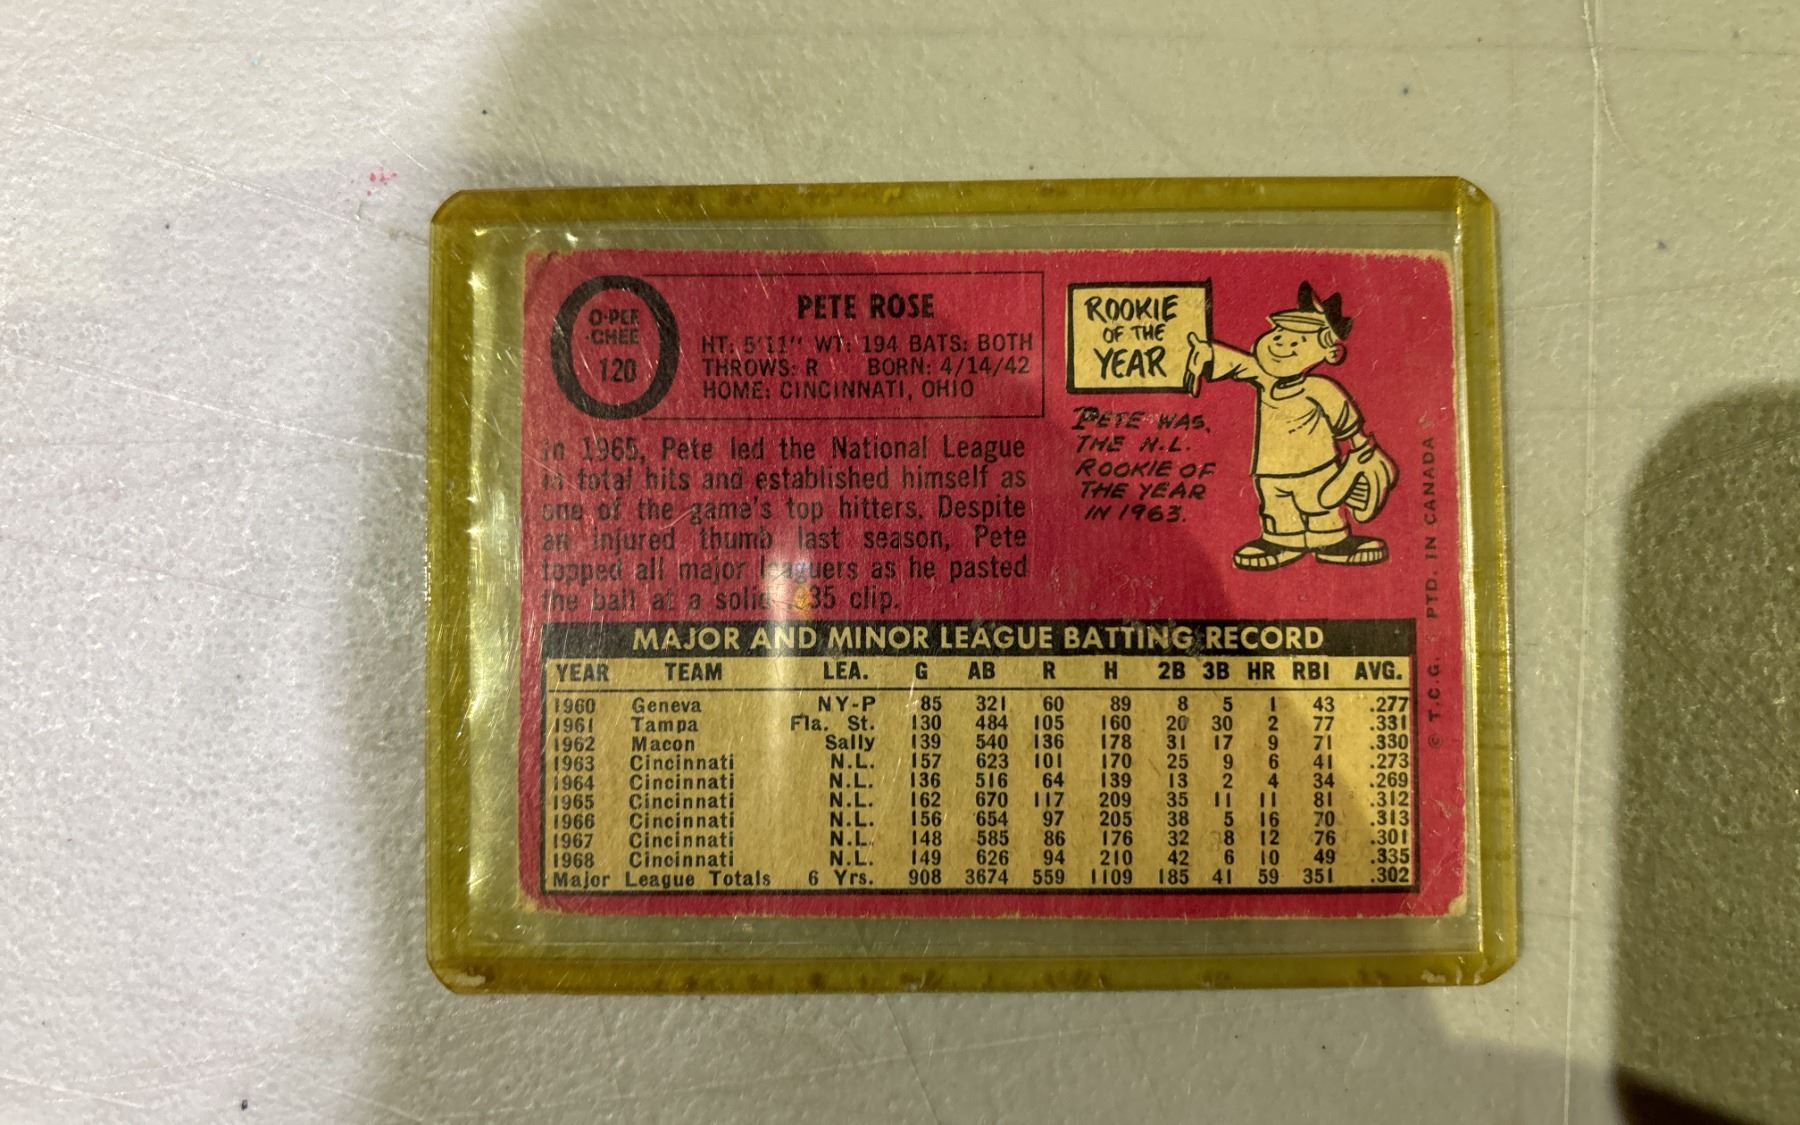 O-PEE
-CHEE
120
PETE ROSE
HT: 5'11" WT: 194 BATS: BOTH
THROWS: R BORN: 4/14/42
HOME: CINCINNATI, OHIO
In 1965, Pete led the National League
in total hits and established himself as
one of the game's top hitters. Despite
an injured thumb last season, Pete
topped all major leaguers as he pasted
the ball at a solid .335 clip.
ROOKIE
OF THE
YEAR
PETE WAS
THE N.L.
ROOKIE OF
THE YEAR
IN 1963.
MAJOR AND MINOR LEAGUE BATTING RECORD
YEAR TEAM LEA. G AB R H 2B 3B HR RBI AVG.
1960 Geneva NY-P 85 321 60 89 8 5 1 43 .277
1961 Tampa Fla. St. 130 484 105 160 20 30 2 77 .331
1962 Macon Sally 139 540 136 178 31 17 9 71 .330
1963 Cincinnati N.L. 157 623 101 170 25 9 6 41 .273
1964 Cincinnati N.L. 136 516 64 139 13 2 4 34 .269
1965 Cincinnati N.L. 162 670 117 209 35 11 11 81 .312
1966 Cincinnati N.L. 156 654 97 205 38 5 16 70 .313
1967 Cincinnati N.L. 148 585 86 176 32 8 12 76 .301
1968 Cincinnati N.L. 149 626 94 210 42 6 10 49 .335
Major League Totals 6 Yrs. 908 3674 559 1109 185 41 59 351 .302
© T.C.G. PTD. IN CANADA